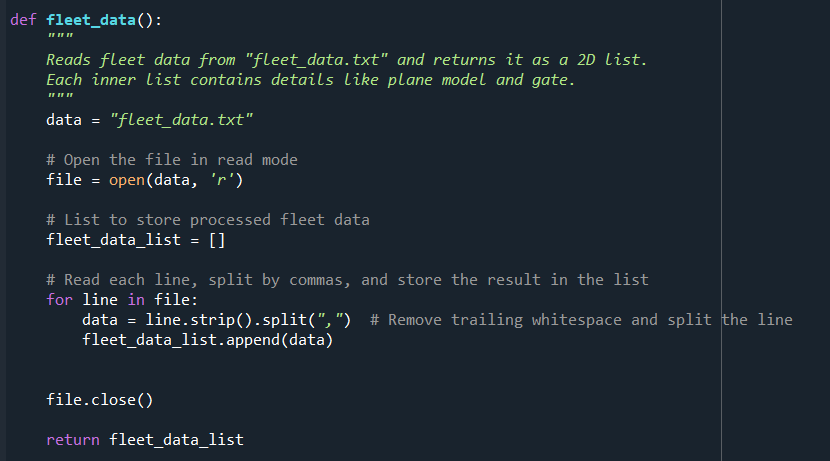 def fleet_data():
    """
    Reads fleet data from "fleet_data.txt" and returns it as a 2D list.
    Each inner list contains details like plane model and gate.
    """
    data = "fleet_data.txt"

    # Open the file in read mode
    file = open(data, 'r')

    # List to store processed fleet data
    fleet_data_list = []

    # Read each line, split by commas, and store the result in the list
    for line in file:
        data = line.strip().split(",")  # Remove trailing whitespace and split the line
        fleet_data_list.append(data)


    file.close()

    return fleet_data_list